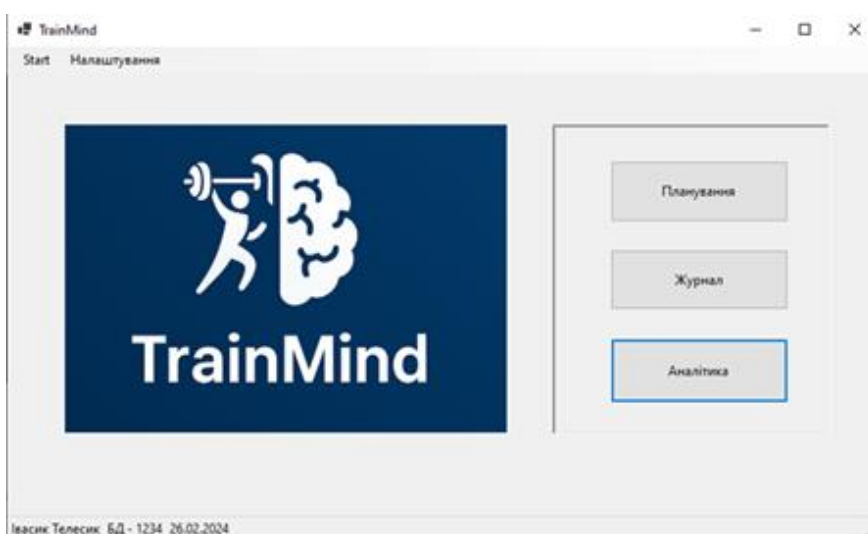 TrainMind
Start Налаштування
TrainMind
Планування
Журнал
Аналітика
Івасик Телесик БД - 1234 26.02.2024